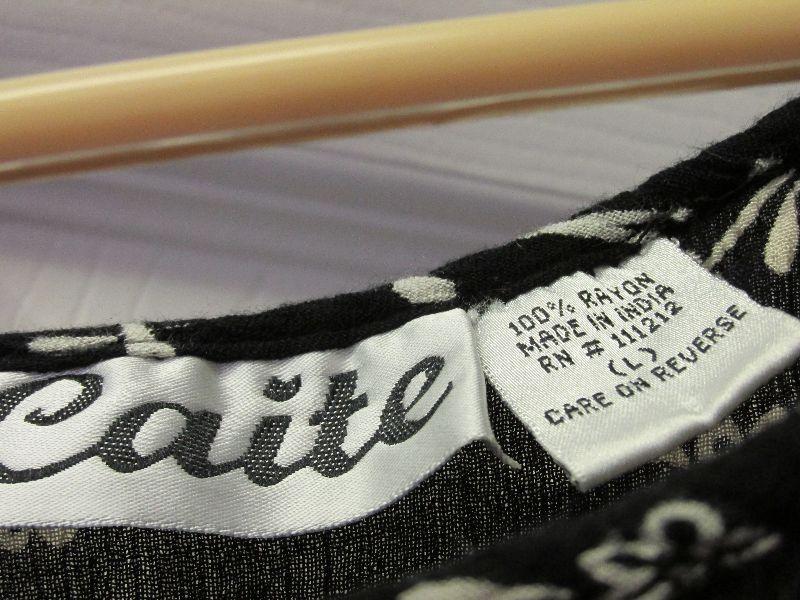 Caite
100% RAYON
MADE IN INDIA
RN # 111212
(L)
CARE ON REVERSE